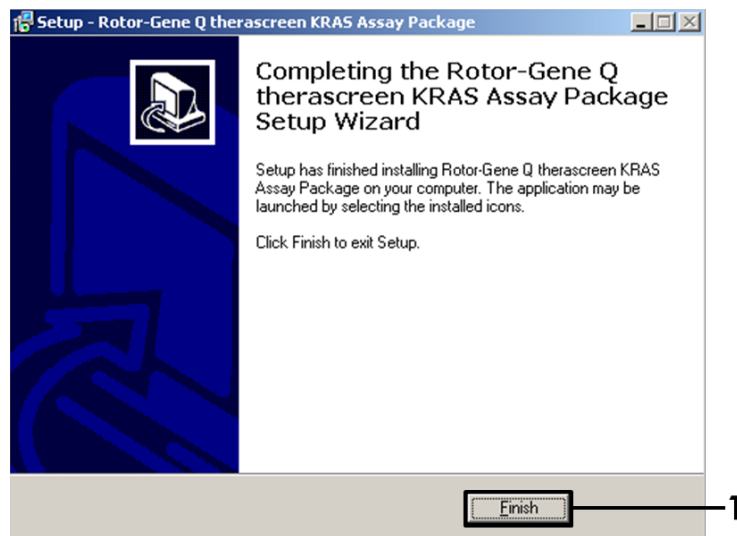 Setup - Rotor-Gene Q therascreen KRAS Assay Package
Completing the Rotor-Gene Q
therascreen KRAS Assay Package
Setup Wizard
Setup has finished installing Rotor-Gene Q therascreen KRAS
Assay Package on your computer. The application may be
launched by selecting the installed icons.
Click Finish to exit Setup.
Finish
1